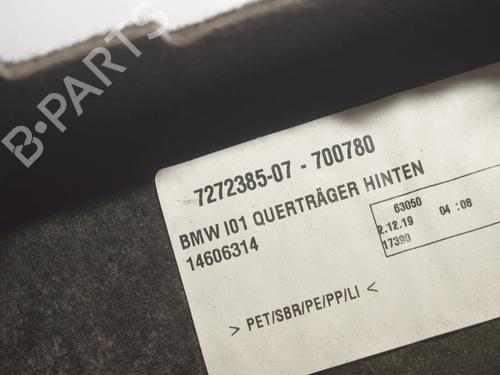 B-PARTS
7272385-07 - 700780
BMW I01 QUERTRÄGER HINTEN
14606314
63050
2.12.19 04:08
17390
> PET/SBR/PE/PP/LI <